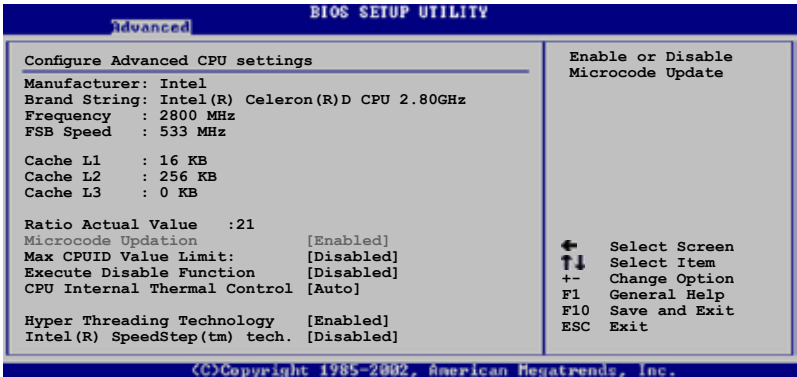 BIOS SETUP UTILITY
Advanced
Configure Advanced CPU settings
Manufacturer: Intel
Brand String: Intel(R) Celeron(R)D CPU 2.80GHz
Frequency : 2800 MHz
FSB Speed : 533 MHz
Cache L1 : 16 KB
Cache L2 : 256 KB
Cache L3 : 0 KB
Ratio Actual Value :21
Microcode Updation [Enabled]
Max CPUID Value Limit: [Disabled]
Execute Disable Function [Disabled]
CPU Internal Thermal Control [Auto]
Hyper Threading Technology [Enabled]
Intel(R) SpeedStep(tm) tech. [Disabled]
Enable or Disable
Microcode Update
← Select Screen
↑↓ Select Item
+- Change Option
F1 General Help
F10 Save and Exit
ESC Exit
(C)Copyright 1985-2002, American Megatrends, Inc.